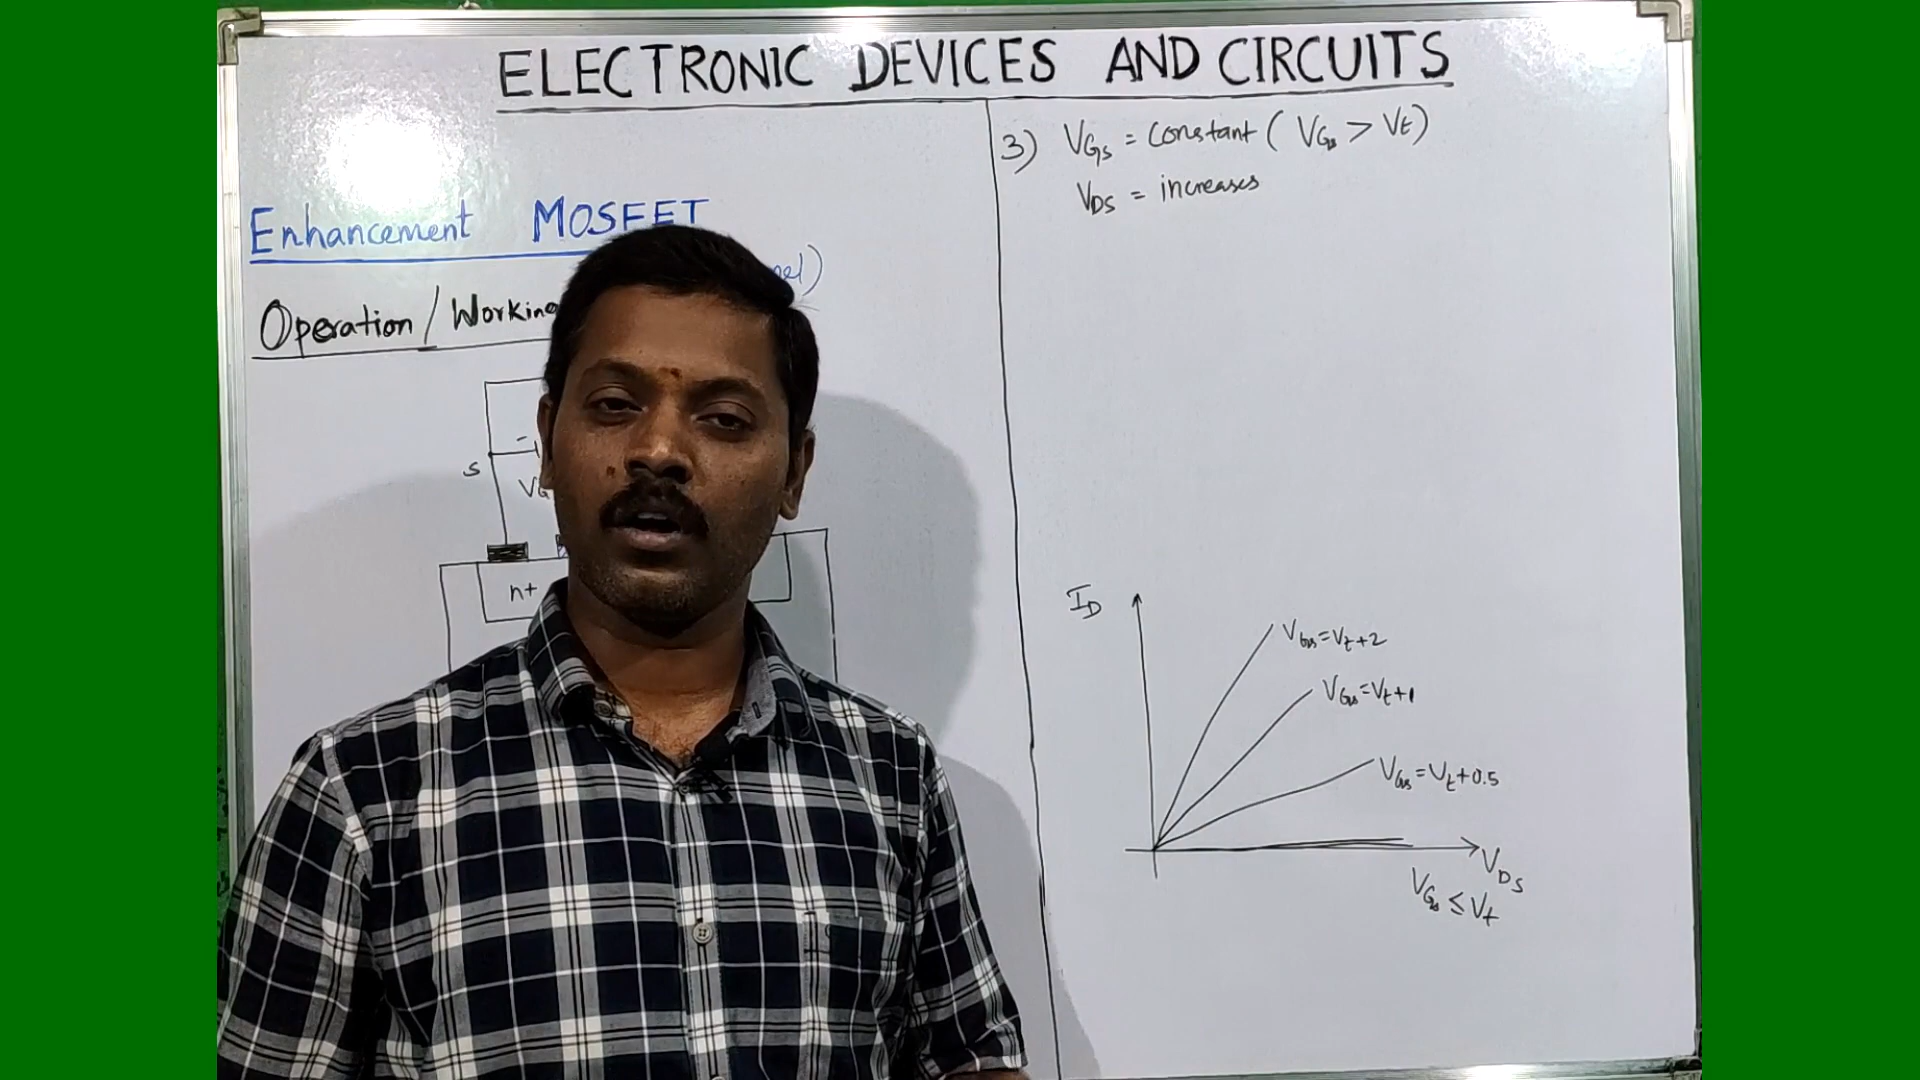 ELECTRONIC DEVICES AND CIRCUITS
Enhancement MOSFET
Operation / Working
S
-
n+
3) VGS = Constant ( VGS > Vt )
VDS = increases
ID
VGS = Vt + 2
VGS = Vt + 1
VGS = Vt + 0.5
VDS
VGS ≤ Vt